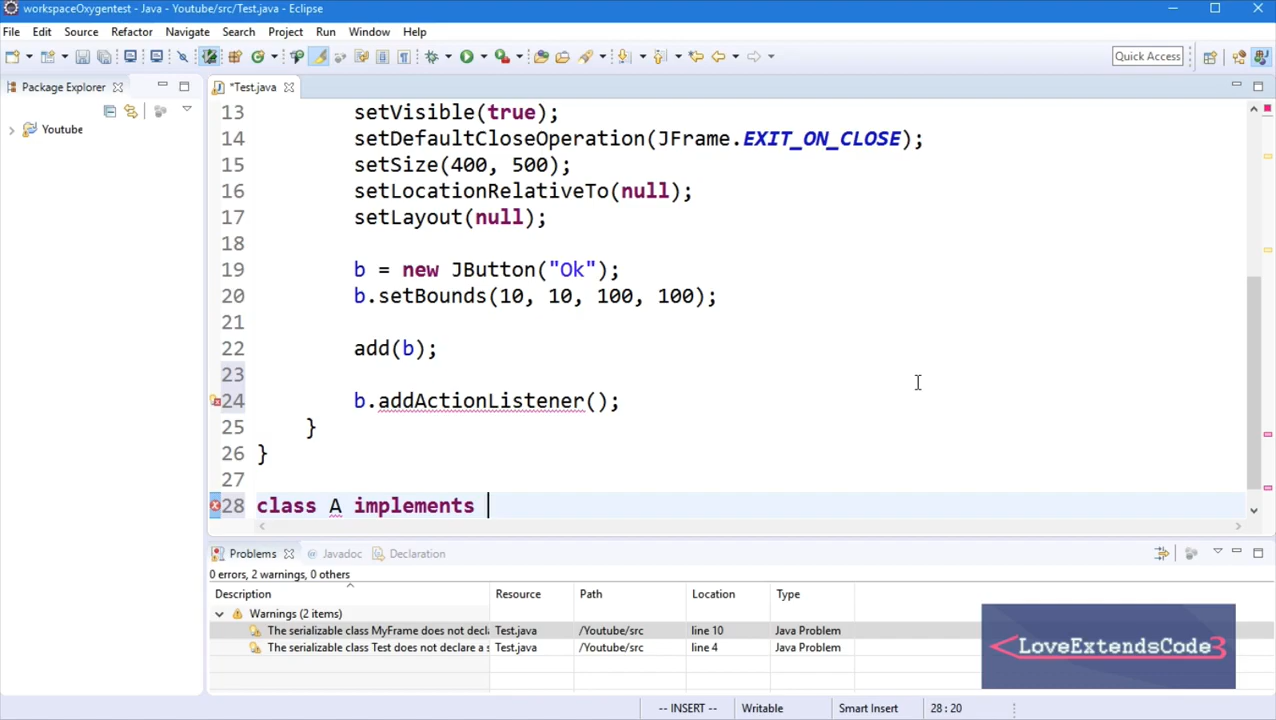 workspaceOxygentest - Java - Youtube/src/Test.java - Eclipse
File Edit Source Refactor Navigate Search Project Run Window Help
Quick Access
Package Explorer
*Test.java
Youtube
13 setVisible(true);
14 setDefaultCloseOperation(JFrame.EXIT_ON_CLOSE);
15 setSize(400, 500);
16 setLocationRelativeTo(null);
17 setLayout(null);
18
19 b = new JButton("Ok");
20 b.setBounds(10, 10, 100, 100);
21
22 add(b);
23
24 b.addActionListener();
25 }
26 }
27
28 class A implements
Problems Javadoc Declaration
0 errors, 2 warnings, 0 others
Description Resource Path Location Type
Warnings (2 items)
The serializable class MyFrame does not decl Test.java /Youtube/src line 10 Java Problem
The serializable class Test does not declare a s Test.java /Youtube/src line 4 Java Problem
<LoveExtendsCode3
-- INSERT -- Writable Smart Insert 28 : 20